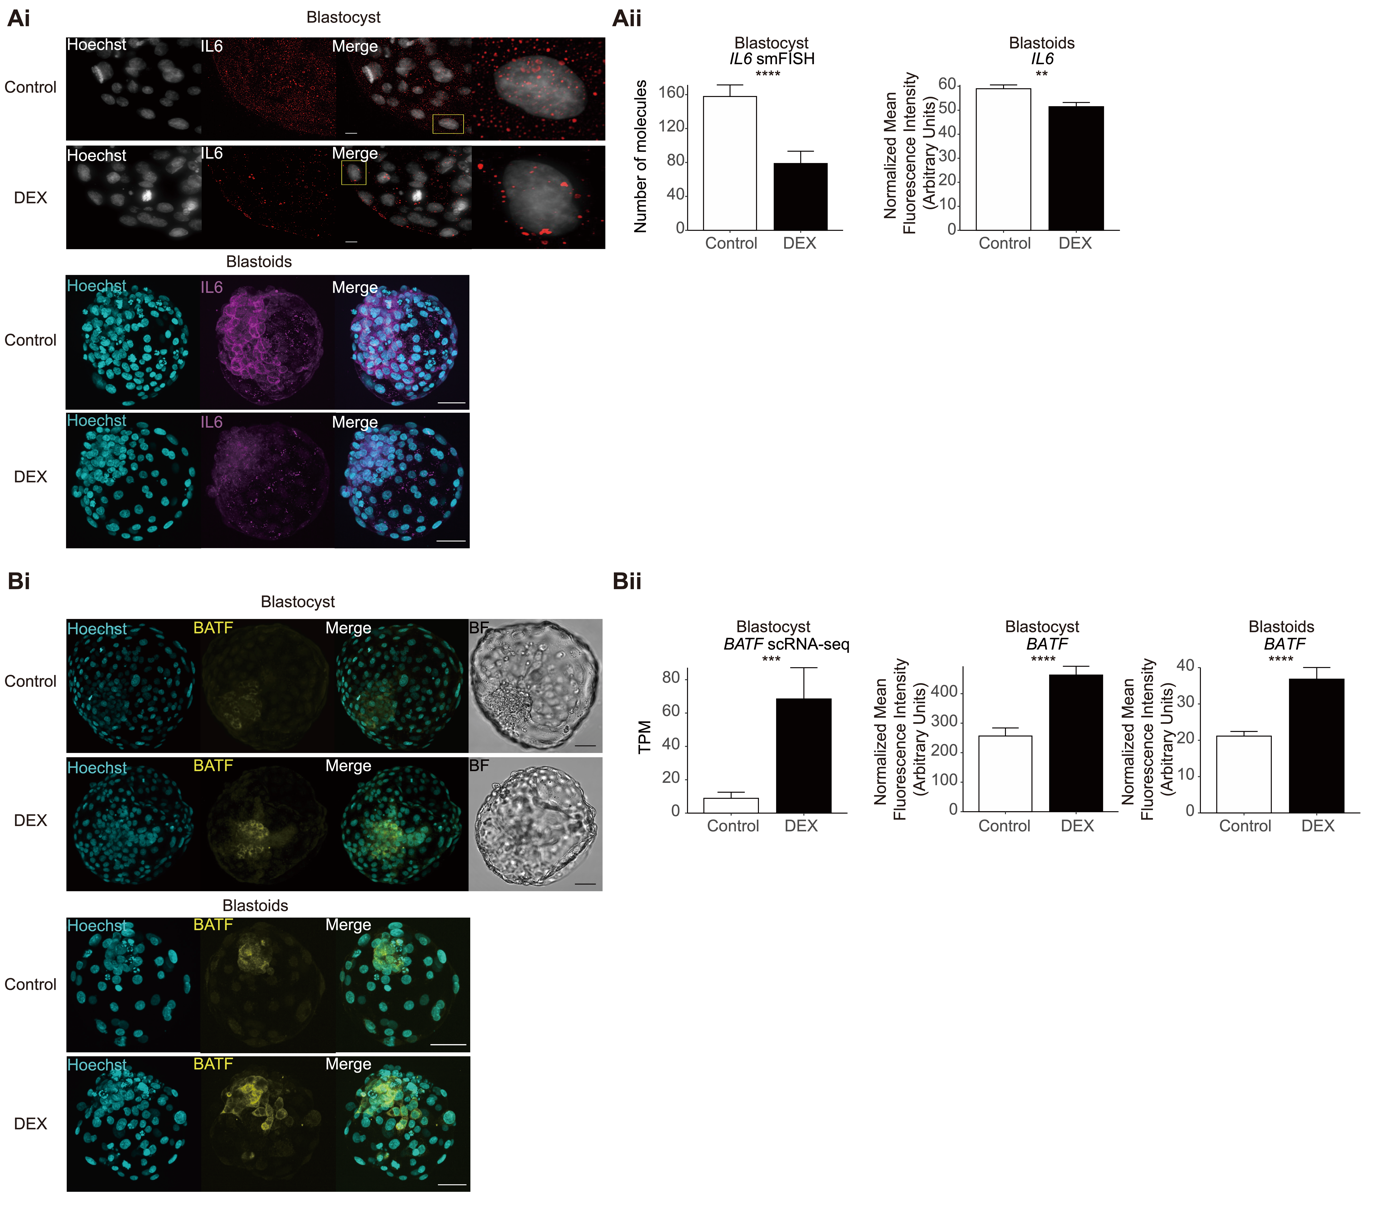 Ai
Blastocyst
Hoechst IL6 Merge
Control
Hoechst IL6 Merge
DEX
Blastoids
Hoechst IL6 Merge
Control
Hoechst IL6 Merge
DEX
Aii
Blastocyst
IL6 smFISH
****
Number of molecules
160
120
80
40
0
Control DEX
Blastoids
IL6
**
Normalized Mean
Fluorescence Intensity
(Arbitrary Units)
60
50
40
30
20
10
0
Control DEX
Bi
Blastocyst
Hoechst BATF Merge BF
Control
Hoechst BATF Merge BF
DEX
Blastoids
Hoechst BATF Merge
Control
Hoechst BATF Merge
DEX
Bii
Blastocyst
BATF scRNA-seq
***
TPM
80
60
40
20
0
Control DEX
Blastocyst
BATF
****
Normalized Mean
Fluorescence Intensity
(Arbitrary Units)
400
300
200
100
0
Control DEX
Blastoids
BATF
****
Normalized Mean
Fluorescence Intensity
(Arbitrary Units)
40
30
20
10
0
Control DEX